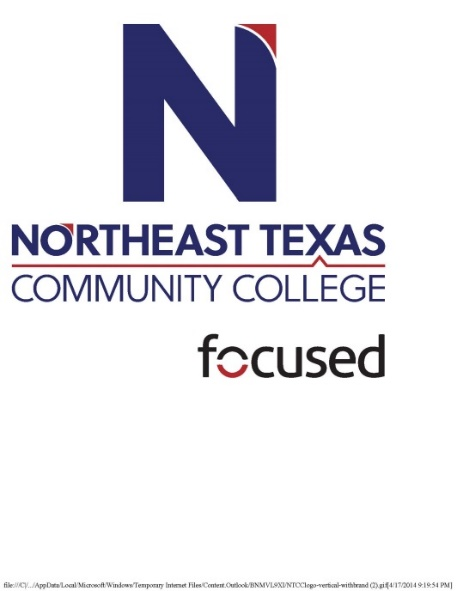 N
NORTHEAST TEXAS
COMMUNITY COLLEGE
focused
file:///C|/.../AppData/Local/Microsoft/Windows/Temporary Internet Files/Content.Outlook/BNMVL9XI/NTCClogo-vertical-withbrand (2).gif[4/17/2014 9:19:54 PM]